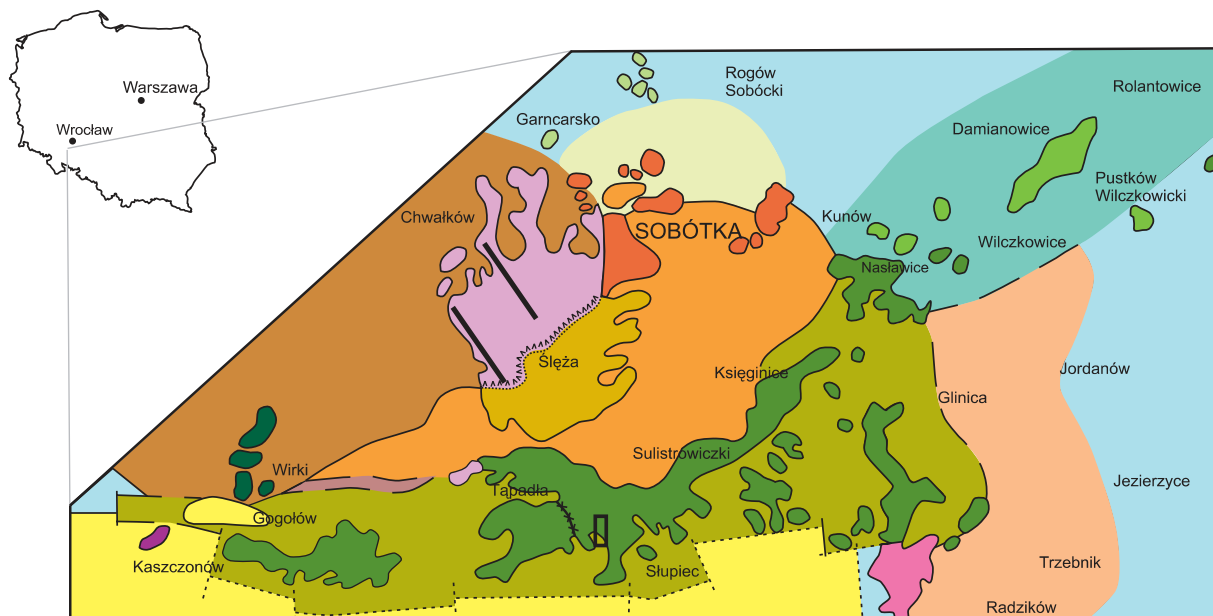 Warszawa
Wrocław
Rogów
Sobócki
Garncarsko
Rolantowice
Damianowice
Pustków
Wilczkowicki
Chwałków
Kunów
SOBÓTKA
Wilczkowice
Nasławice
Ślęża
Księginice
Jordanów
Glinica
Sulistrowiczki
Wirki
Tąpadła
Jezierzyce
Gogołów
Kaszczonów
Słupiec
Trzebnik
Radzików